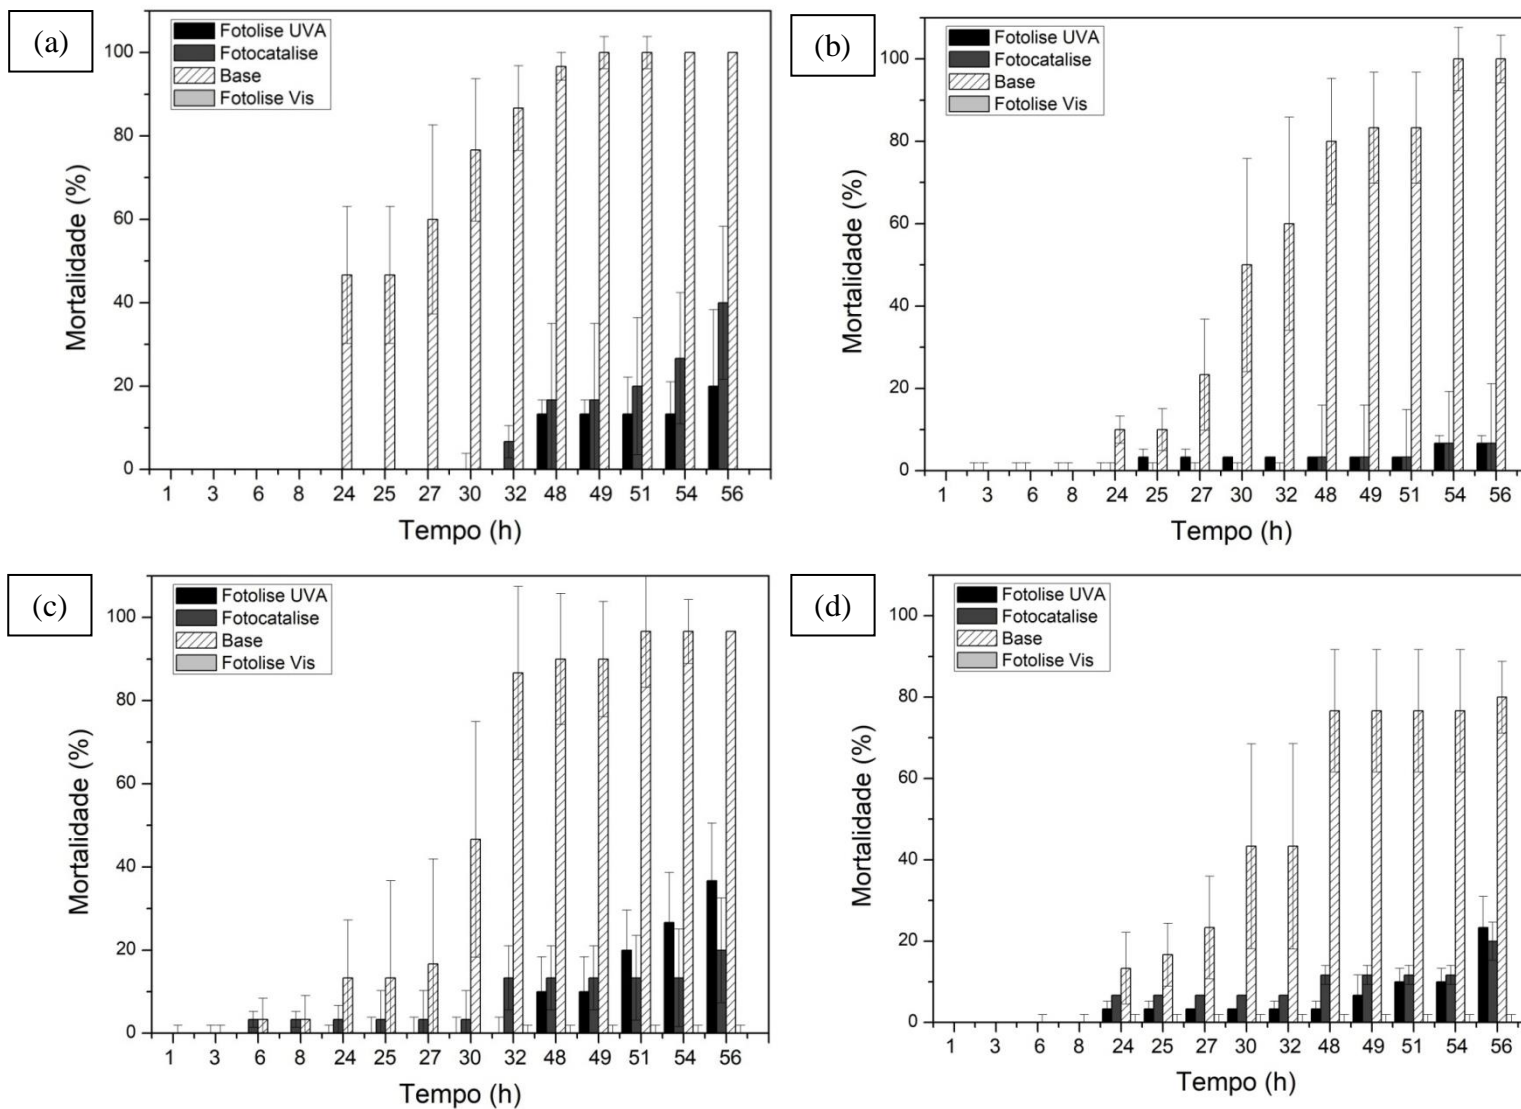 (a)
Fotolise UVA
Fotocatalise
Base
Fotolise Vis
Mortalidade (%)
100
80
60
40
20
0
1 3 6 8 24 25 27 30 32 48 49 51 54 56
Tempo (h)
(b)
Fotolise UVA
Fotocatalise
Base
Fotolise Vis
Mortalidade (%)
100
80
60
40
20
0
1 3 6 8 24 25 27 30 32 48 49 51 54 56
Tempo (h)
(c)
Fotolise UVA
Fotocatalise
Base
Fotolise Vis
Mortalidade (%)
100
80
60
40
20
0
1 3 6 8 24 25 27 30 32 48 49 51 54 56
Tempo (h)
(d)
Fotolise UVA
Fotocatalise
Base
Fotolise Vis
Mortalidade (%)
100
80
60
40
20
0
1 3 6 8 24 25 27 30 32 48 49 51 54 56
Tempo (h)